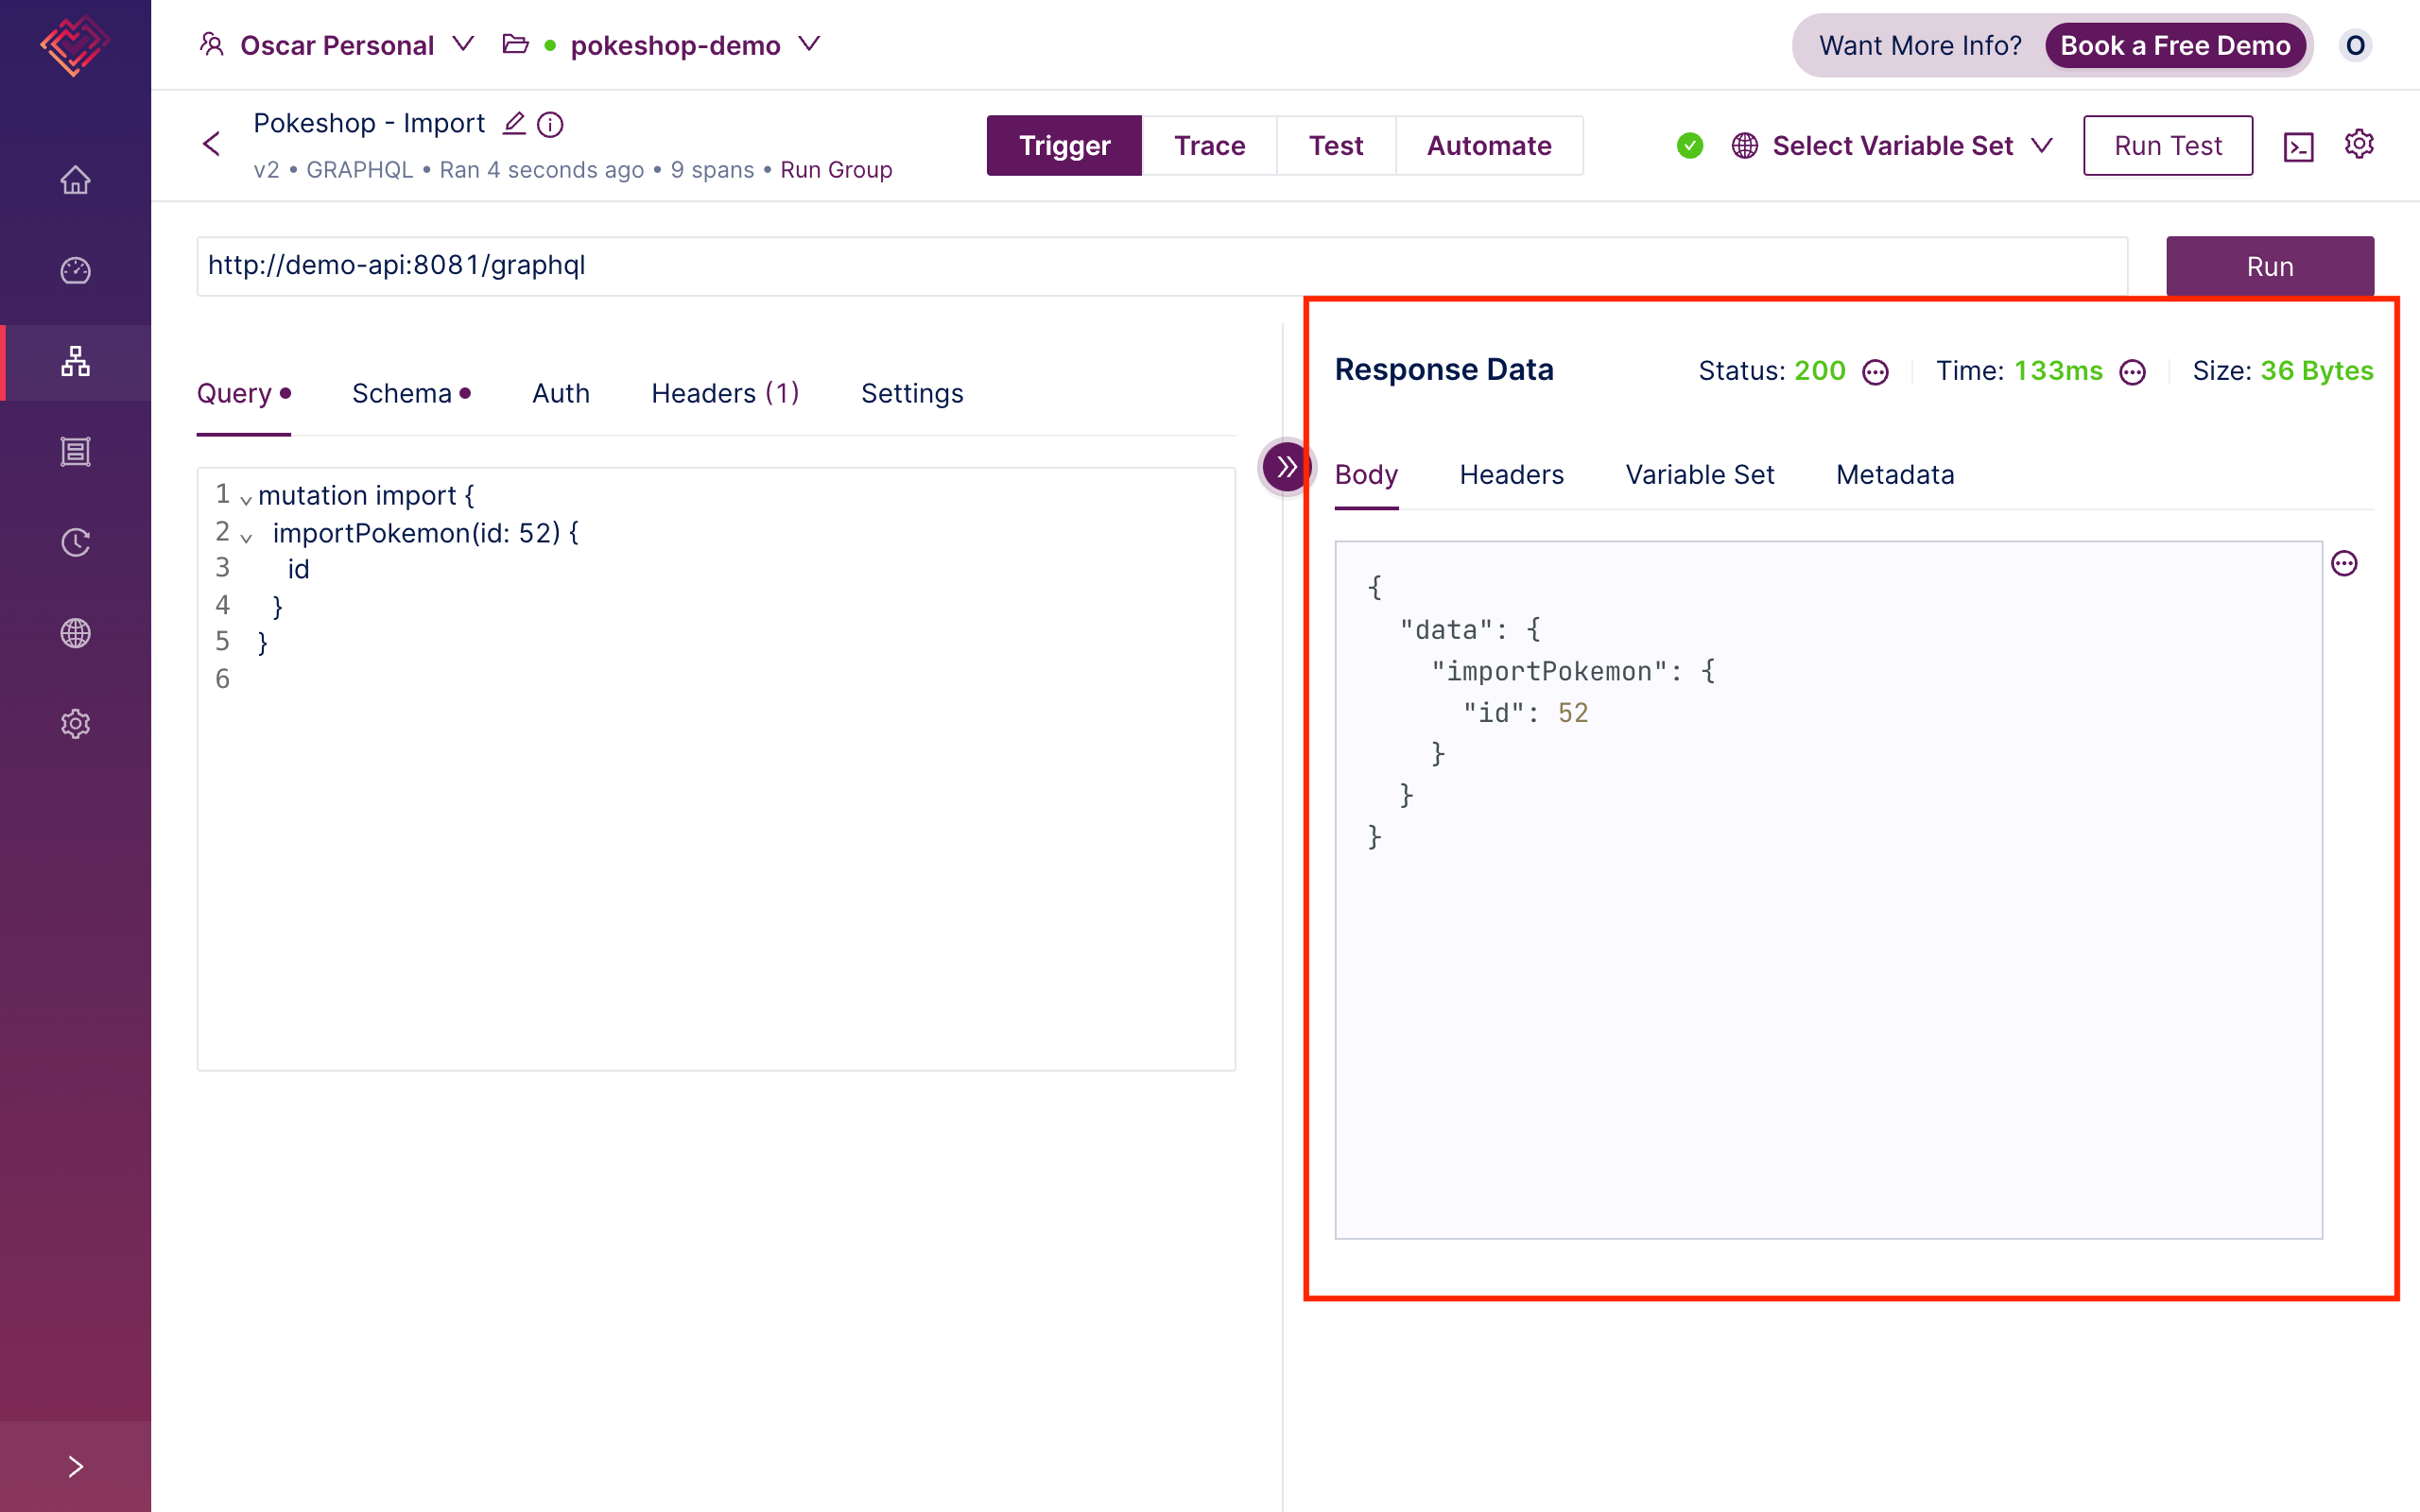 Oscar Personal pokeshop-demo Want More Info? Book a Free Demo O
Pokeshop - Import
v2 • GRAPHQL • Ran 4 seconds ago • 9 spans • Run Group
Trigger Trace Test Automate Select Variable Set Run Test
http://demo-api:8081/graphql Run
Query Schema Auth Headers (1) Settings
1 mutation import {
2 importPokemon(id: 52) {
3 id
4 }
5 }
6
Response Data Status: 200 Time: 133ms Size: 36 Bytes
Body Headers Variable Set Metadata
{
"data": {
"importPokemon": {
"id": 52
}
}
}